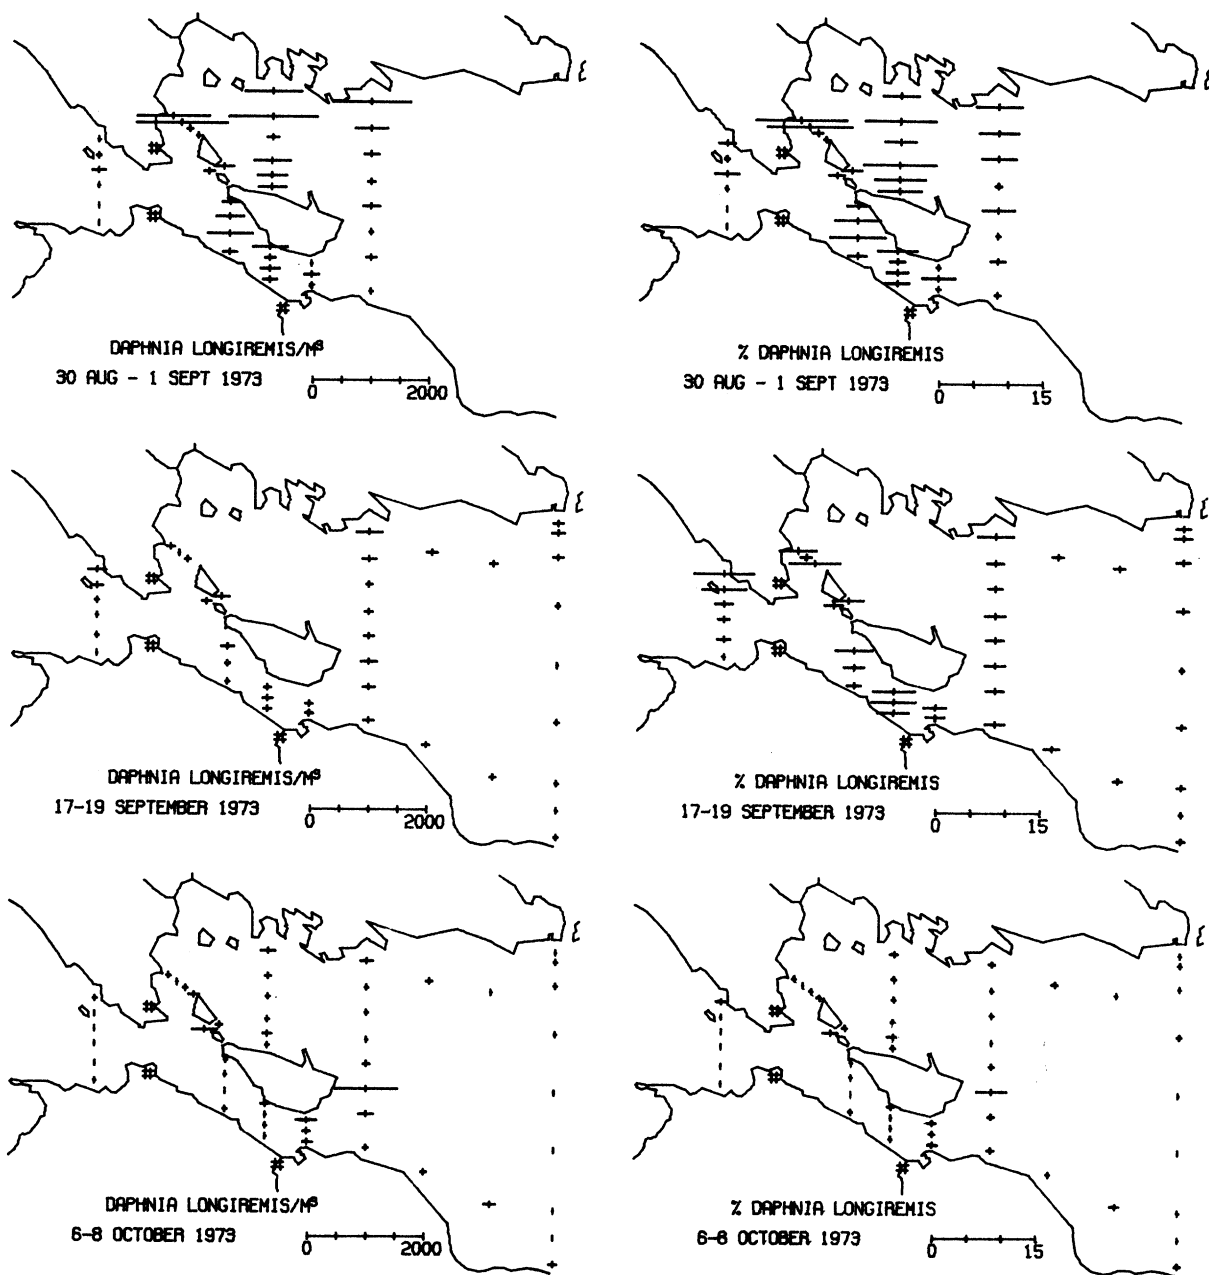 DAPHNIA LONGIREMIS/M³
30 AUG - 1 SEPT 1973
0 2000
% DAPHNIA LONGIREMIS
30 AUG - 1 SEPT 1973
0 15
DAPHNIA LONGIREMIS/M³
17-19 SEPTEMBER 1973
0 2000
% DAPHNIA LONGIREMIS
17-19 SEPTEMBER 1973
0 15
DAPHNIA LONGIREMIS/M³
6-8 OCTOBER 1973
0 2000
% DAPHNIA LONGIREMIS
6-8 OCTOBER 1973
0 15